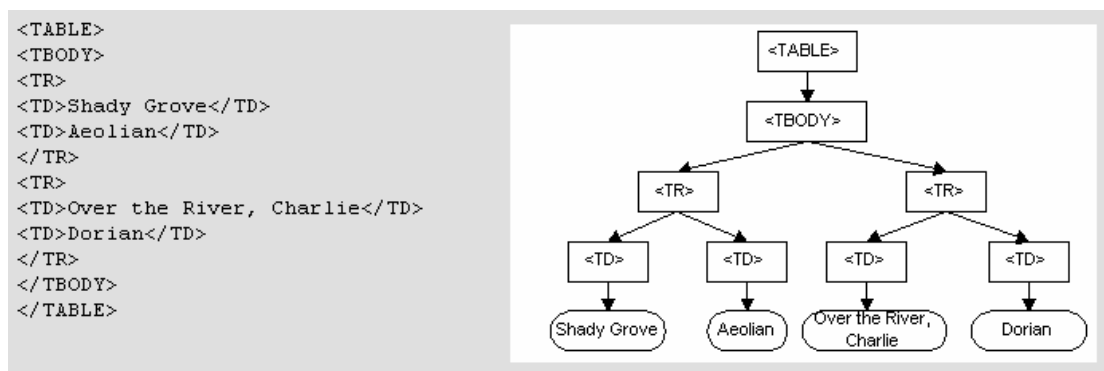 <TABLE>
<TBODY>
<TR>
<TD>Shady Grove</TD>
<TD>Aeolian</TD>
</TR>
<TR>
<TD>Over the River, Charlie</TD>
<TD>Dorian</TD>
</TR>
</TBODY>
</TABLE>
<TABLE>
<TBODY>
<TR> <TR>
<TD> <TD> <TD> <TD>
Shady Grove Aeolian Over the River, Charlie Dorian